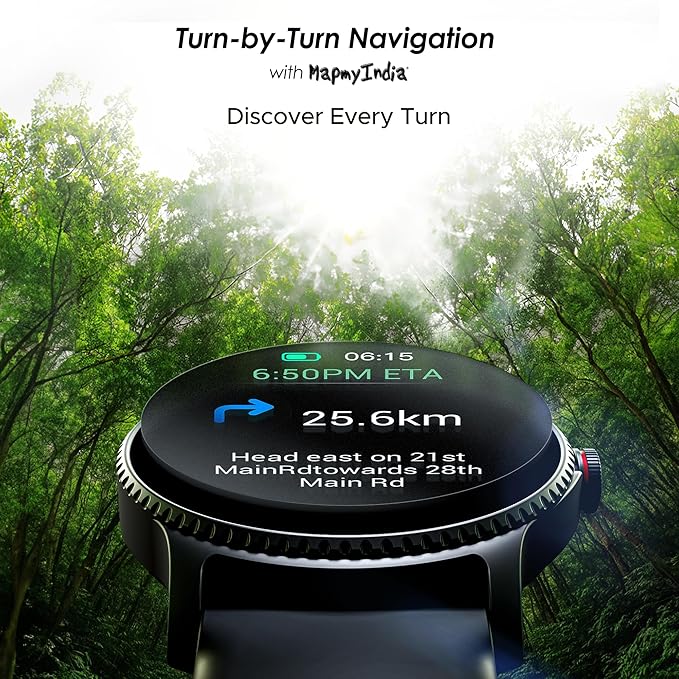 Turn-by-Turn Navigation
with MapmyIndia
Discover Every Turn
06:15
6:50PM ETA
25.6km
Head east on 21st
MainRdtowards 28th
Main Rd